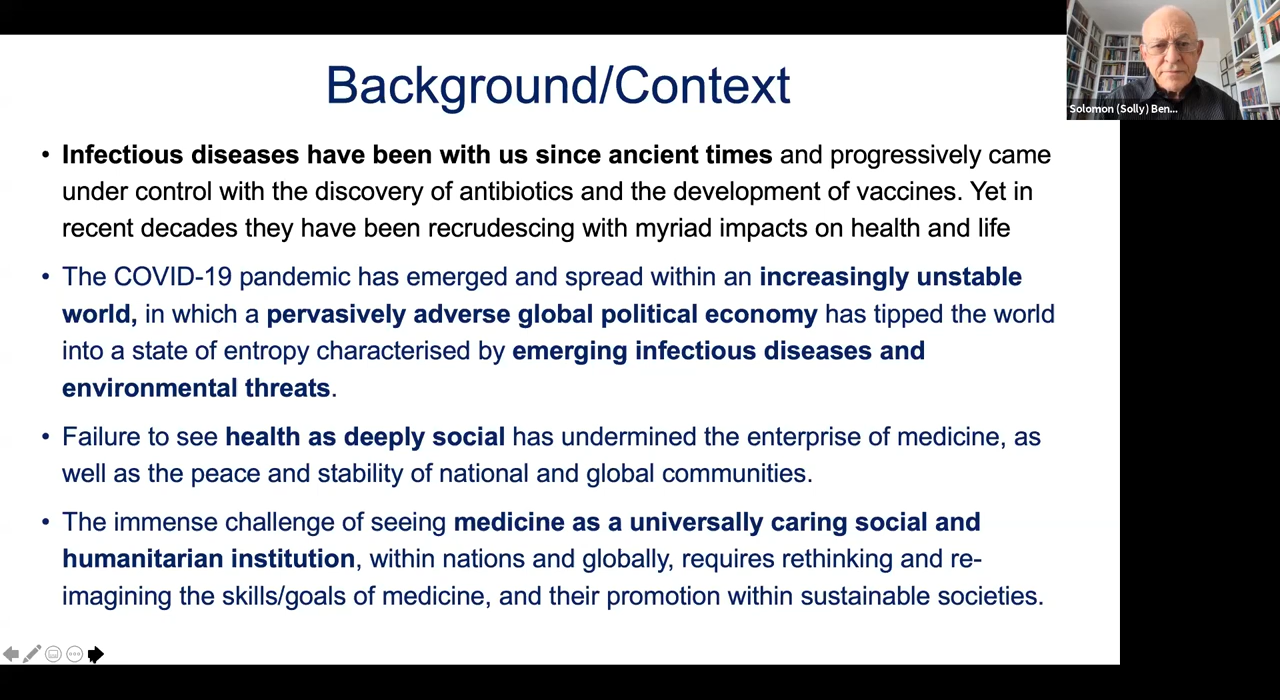 Background/Context
• Infectious diseases have been with us since ancient times and progressively came
under control with the discovery of antibiotics and the development of vaccines. Yet in
recent decades they have been recrudescing with myriad impacts on health and life
• The COVID-19 pandemic has emerged and spread within an increasingly unstable
world, in which a pervasively adverse global political economy has tipped the world
into a state of entropy characterised by emerging infectious diseases and
environmental threats.
• Failure to see health as deeply social has undermined the enterprise of medicine, as
well as the peace and stability of national and global communities.
• The immense challenge of seeing medicine as a universally caring social and
humanitarian institution, within nations and globally, requires rethinking and re-
imagining the skills/goals of medicine, and their promotion within sustainable societies.
Solomon (Solly) Ben...